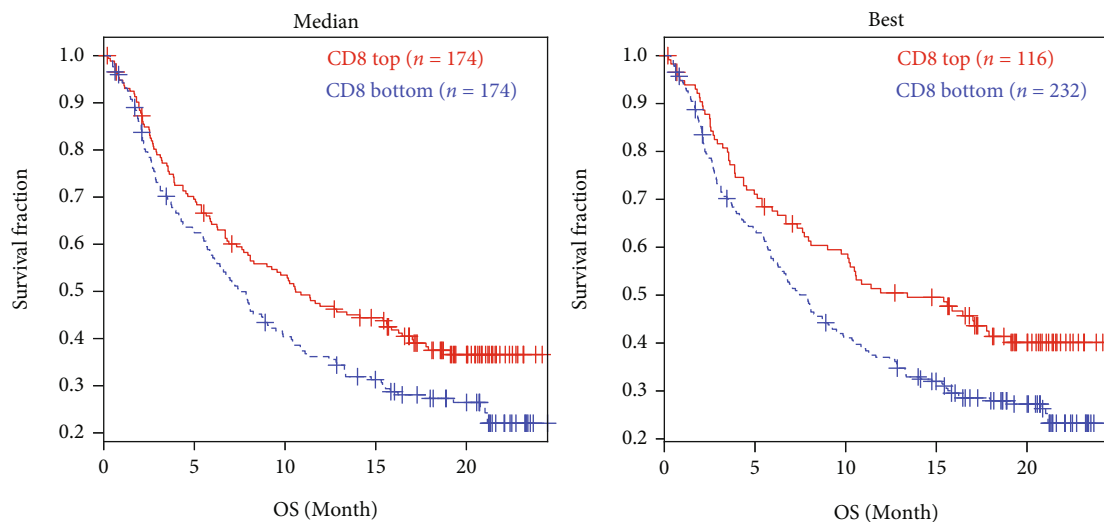 Median
CD8 top (n = 174)
CD8 bottom (n = 174)
Survival fraction
1.0
0.9
0.8
0.7
0.6
0.5
0.4
0.3
0.2
0 5 10 15 20
OS (Month)
Best
CD8 top (n = 116)
CD8 bottom (n = 232)
Survival fraction
1.0
0.9
0.8
0.7
0.6
0.5
0.4
0.3
0.2
0 5 10 15 20
OS (Month)